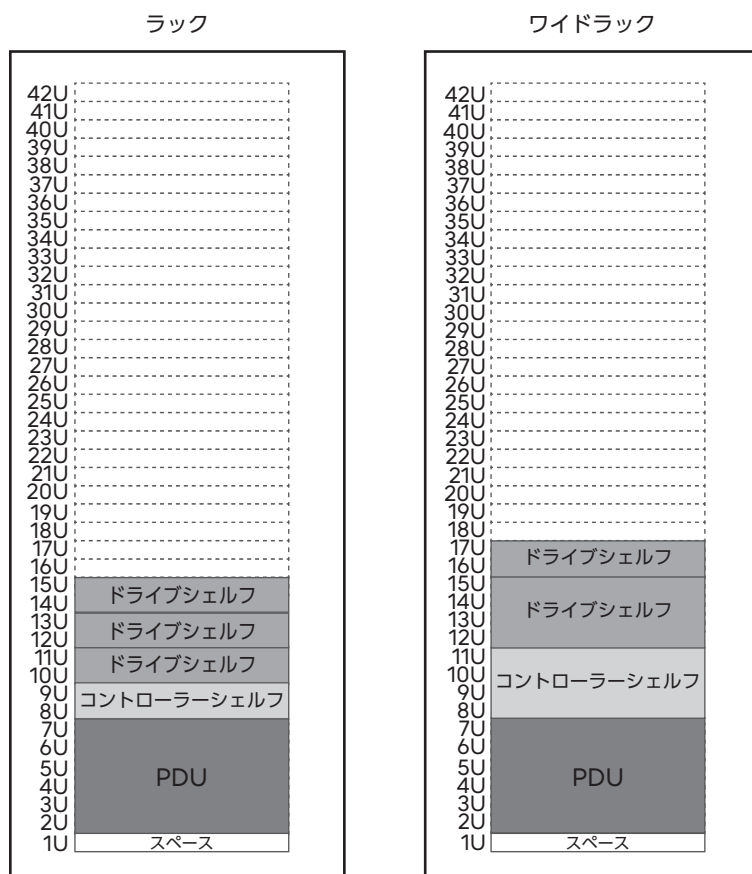 ラック
42U
41U
40U
39U
38U
37U
36U
35U
34U
33U
32U
31U
30U
29U
28U
27U
26U
25U
24U
23U
22U
21U
20U
19U
18U
17U
16U
15U
14U
13U
12U
11U
10U
9U
8U
7U
6U
5U
4U
3U
2U
1U
ドライブシェルフ
ドライブシェルフ
ドライブシェルフ
コントローラーシェルフ
PDU
スペース
ワイドラック
42U
41U
40U
39U
38U
37U
36U
35U
34U
33U
32U
31U
30U
29U
28U
27U
26U
25U
24U
23U
22U
21U
20U
19U
18U
17U
16U
15U
14U
13U
12U
11U
10U
9U
8U
7U
6U
5U
4U
3U
2U
1U
ドライブシェルフ
ドライブシェルフ
コントローラーシェルフ
PDU
スペース